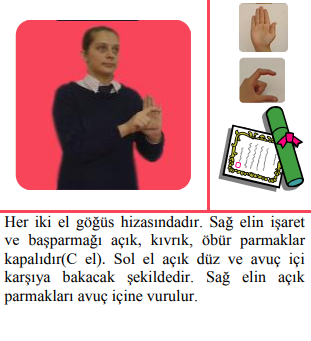 Her iki el göğüs hizasındadır. Sağ elin işaret
ve başparmağı açık, kıvrık, öbür parmaklar
kapalıdır(C el). Sol el açık düz ve avuç içi
karşıya bakacak şekildedir. Sağ elin açık
parmakları avuç içine vurulur.